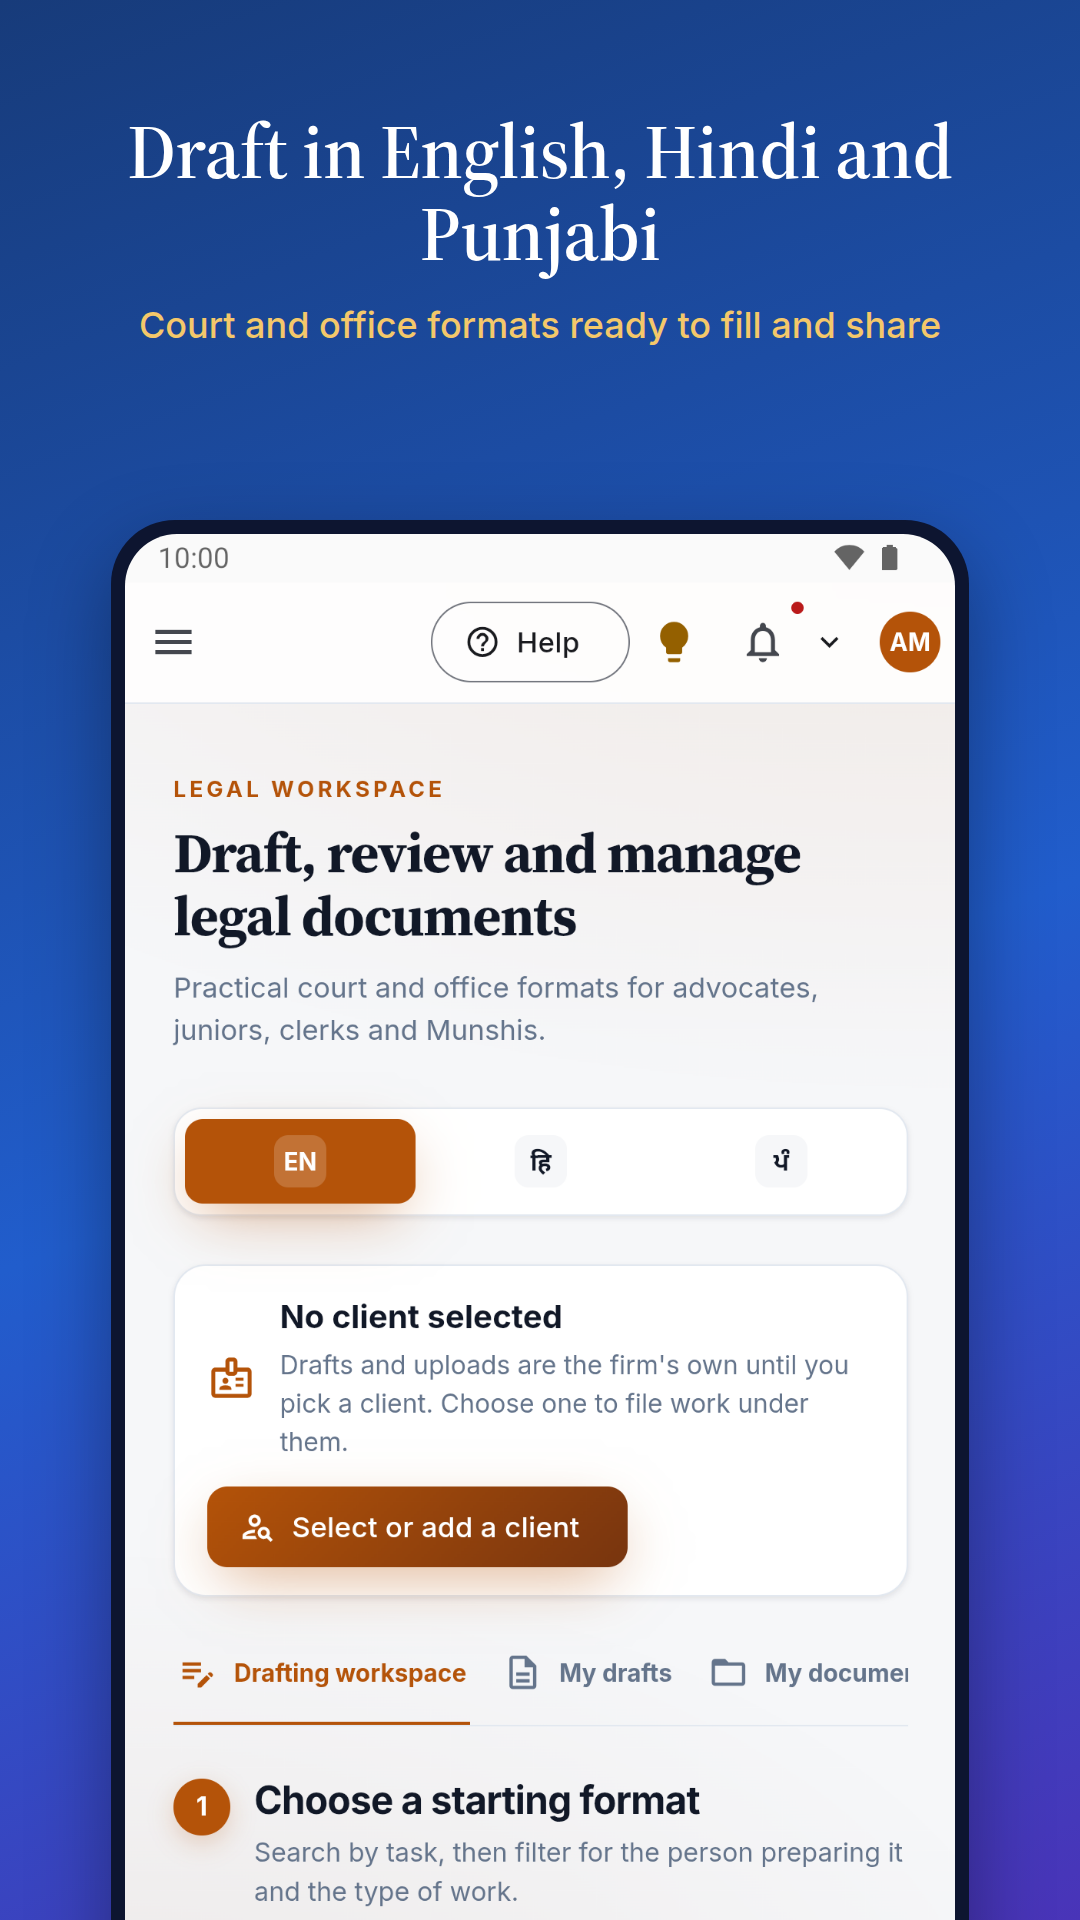 Draft in English, Hindi and
Punjabi
Court and office formats ready to fill and share
10:00
Help
AM
LEGAL WORKSPACE
Draft, review and manage
legal documents
Practical court and office formats for advocates,
juniors, clerks and Munshis.
EN
हि
ਪੰ
No client selected
Drafts and uploads are the firm's own until you
pick a client. Choose one to file work under
them.
Select or add a client
Drafting workspace
My drafts
My
1
Choose a starting format
Search by task, then filter for the person preparing it
and the type of work.